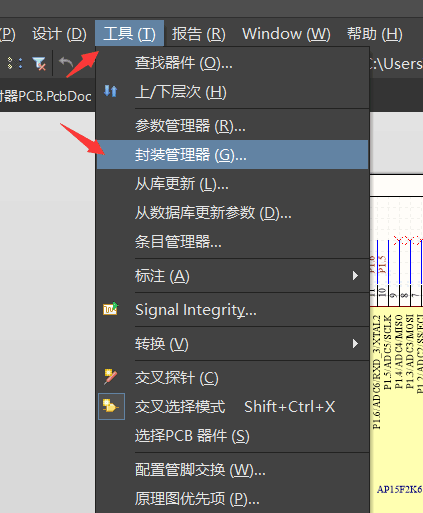 (P) 设计 (D) 工具 (T) 报告 (R) Window (W) 帮助 (H)
查找器件 (O)...
:\Users
上/下层次 (H)
时器PCB.PcbDoc
参数管理器 (R)...
封装管理器 (G)...
从库更新 (L)...
从数据库更新参数 (D)...
条目管理器...
标注 (A)
Signal Integrity...
转换 (V)
交叉探针 (C)
交叉选择模式 Shift+Ctrl+X
选择PCB 器件 (S)
配置管脚交换 (W)...
原理图优先项 (P)...
P1.6
P1.5
11
10
9
8
7
P1.6/ADC6/RXD_3/XTAL2
P1.5/ADC5/SCLK
P1.4/ADC4/MISO
P1.3/ADC3/MOSI
P1.2/ADC2/SS/ECI
AP15F2K6